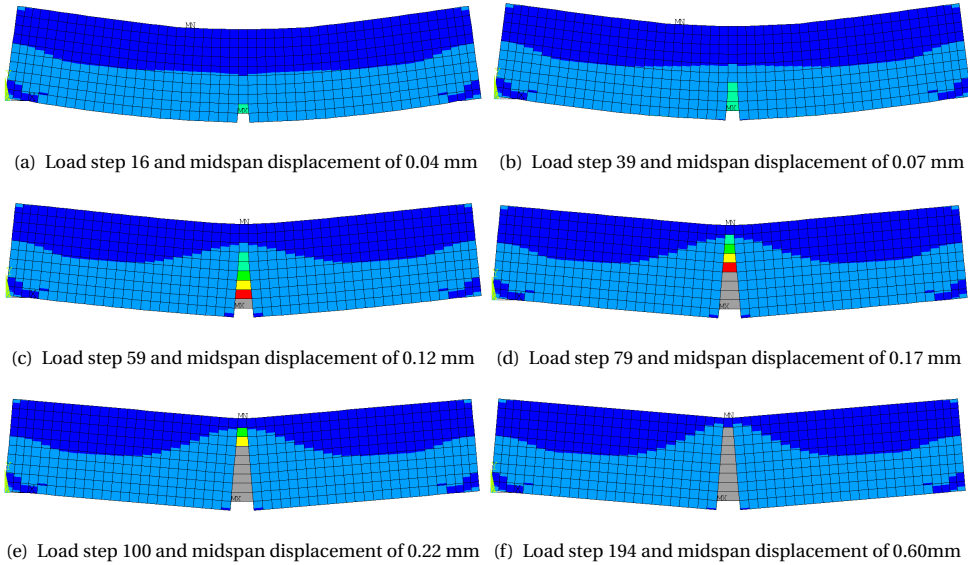 MN
MN
MX
MX
(a) Load step 16 and midspan displacement of 0.04 mm
(b) Load step 39 and midspan displacement of 0.07 mm
MN
MN
MX
MX
(c) Load step 59 and midspan displacement of 0.12 mm
(d) Load step 79 and midspan displacement of 0.17 mm
MN
MN
MX
MX
(e) Load step 100 and midspan displacement of 0.22 mm
(f) Load step 194 and midspan displacement of 0.60mm